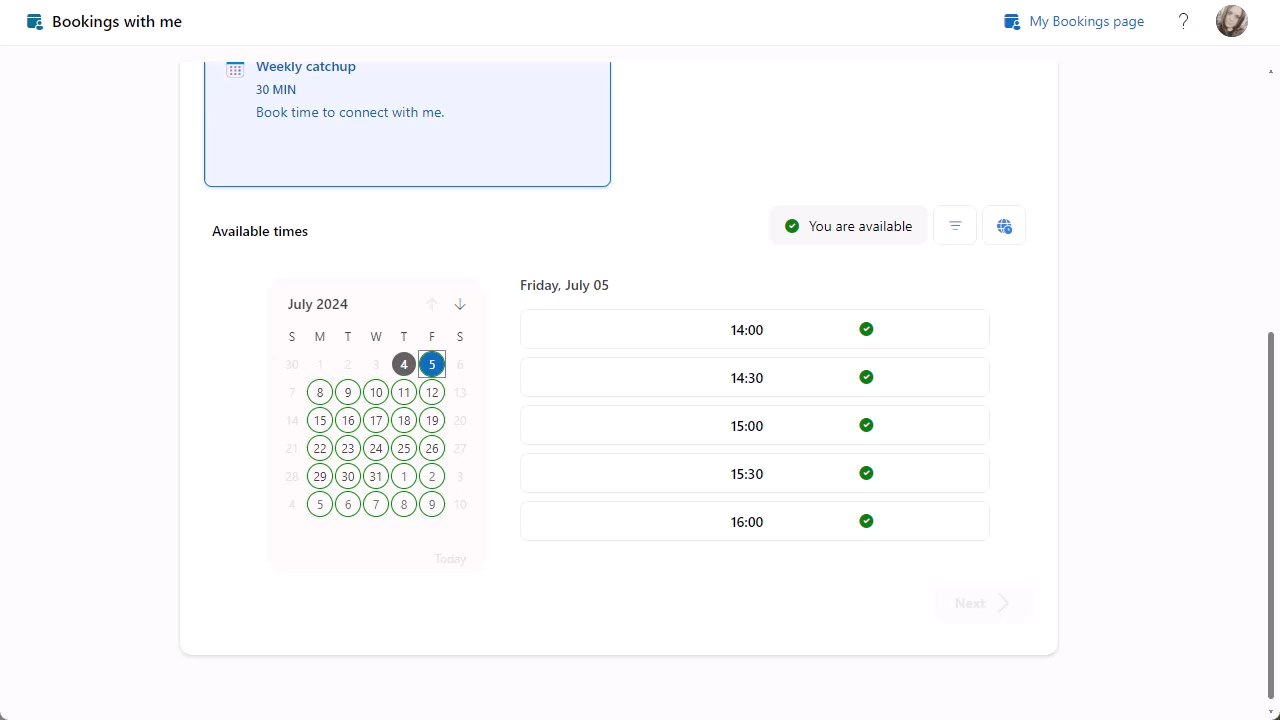 Bookings with me
My Bookings page
?
Weekly catchup
30 MIN
Book time to connect with me.
Available times
You are available
July 2024
S M T W T F S
30 1 2 3 4 5 6
7 8 9 10 11 12 13
14 15 16 17 18 19 20
21 22 23 24 25 26 27
28 29 30 31 1 2 3
4 5 6 7 8 9 10
Today
Friday, July 05
14:00
14:30
15:00
15:30
16:00
Next